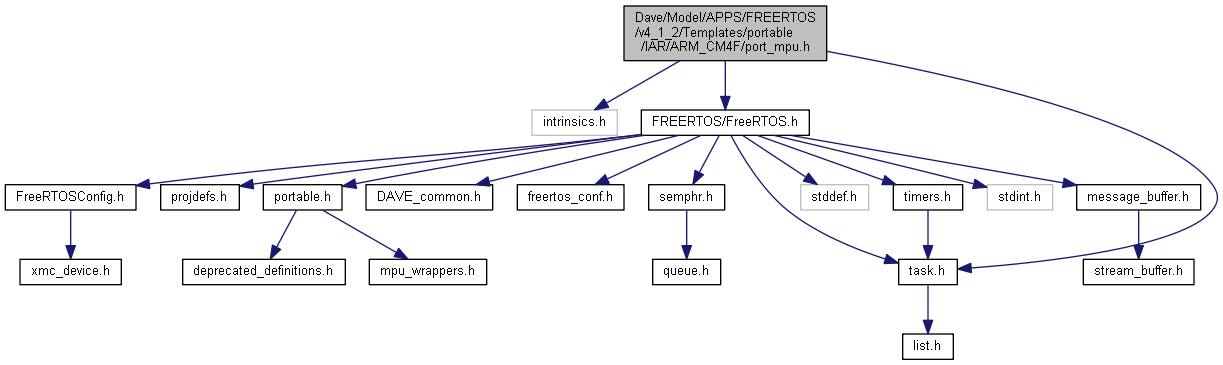 Dave/Model/APPS/FREERTOS
/v4_1_2/Templates/portable
/IAR/ARM_CM4F/port_mpu.h
intrinsics.h
FREERTOS/FreeRTOS.h
FreeRTOSConfig.h
projdefs.h
portable.h
DAVE_common.h
freertos_conf.h
semphr.h
stddef.h
timers.h
stdint.h
message_buffer.h
xmc_device.h
deprecated_definitions.h
mpu_wrappers.h
queue.h
task.h
stream_buffer.h
list.h